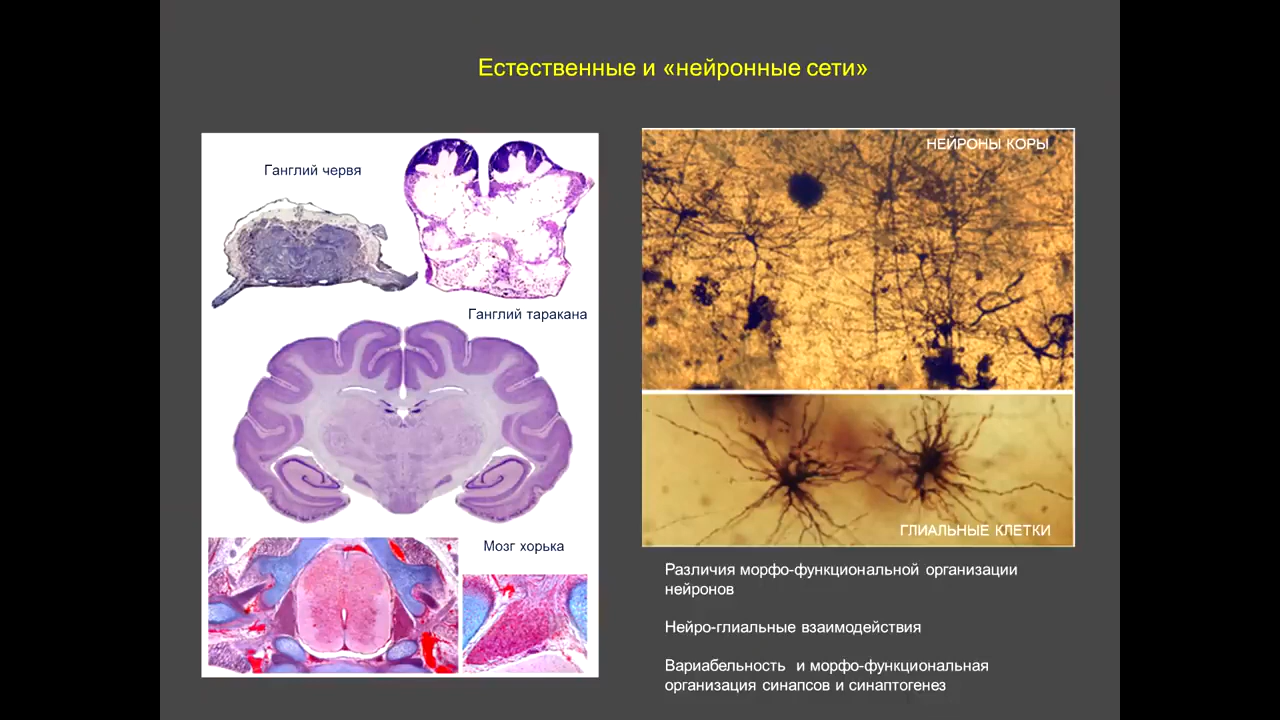 Естественные и «нейронные сети»
Ганглий червя
Ганглий таракана
Мозг хорька
НЕЙРОНЫ КОРЫ
ГЛИАЛЬНЫЕ КЛЕТКИ
Различия морфо-функциональной организации
нейронов
Нейро-глиальные взаимодействия
Вариабельность и морфо-функциональная
организация синапсов и синаптогенез